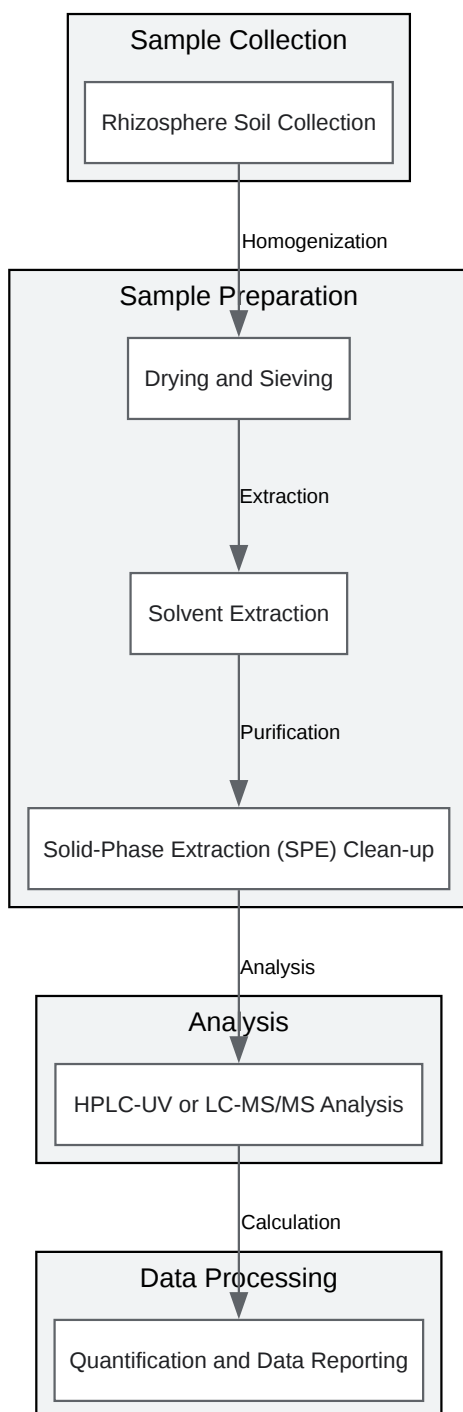 Sample Collection
Rhizosphere Soil Collection
Homogenization
Sample Preparation
Drying and Sieving
Extraction
Solvent Extraction
Purification
Solid-Phase Extraction (SPE) Clean-up
Analysis
Analysis
HPLC-UV or LC-MS/MS Analysis
Calculation
Data Processing
Quantification and Data Reporting